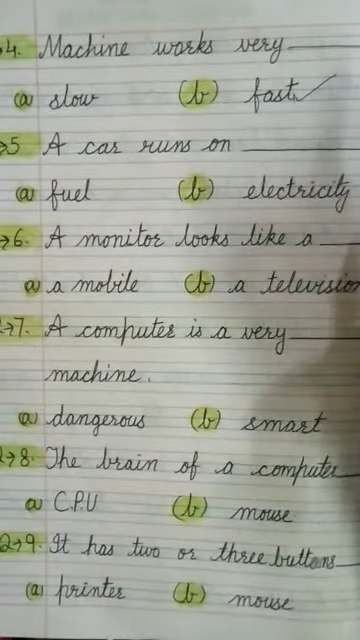 →4. Machine works very
(a) slow (b) fast ✓
→5 A car runs on
(a) fuel (b) electricity
→6. A monitor looks like a
(a) a mobile (b) a television
→7. A computer is a very
machine.
(a) dangerous (b) smart
→8. The brain of a computer
(a) C.P.U (b) mouse
2→9. It has two or three buttons
(a) printer (b) mouse